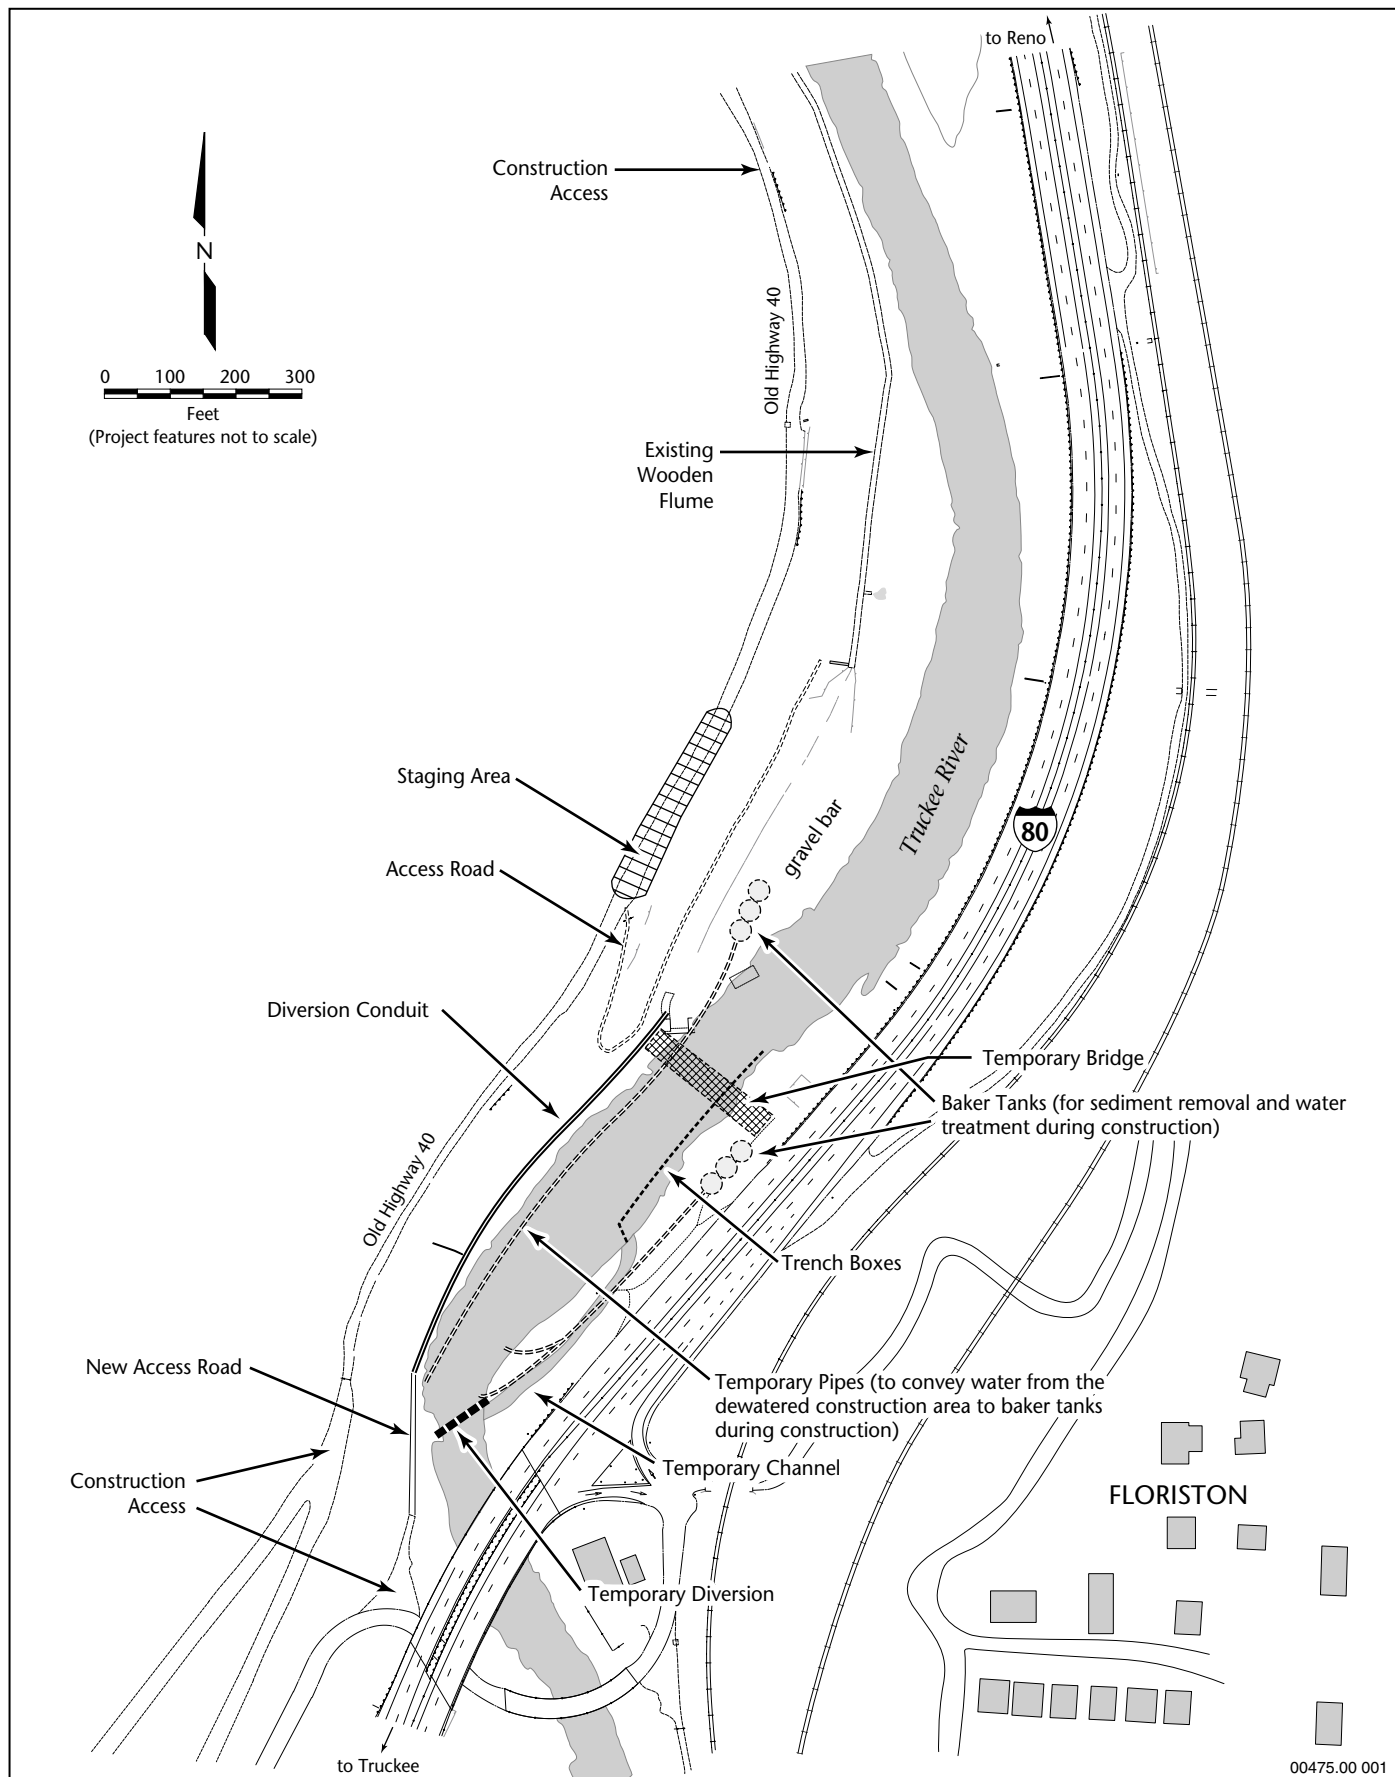 to Reno
Construction
Access
N
0 100 200 300
Feet
(Project features not to scale)
Old Highway 40
Existing
Wooden
Flume
Truckee River
Staging Area
80
gravel bar
Access Road
Diversion Conduit
Temporary Bridge
Baker Tanks (for sediment removal and water
treatment during construction)
Old Highway 40
Trench Boxes
New Access Road
Temporary Pipes (to convey water from the
dewatered construction area to baker tanks
during construction)
Temporary Channel
Construction
Access
FLORISTON
Temporary Diversion
to Truckee
00475.00 001